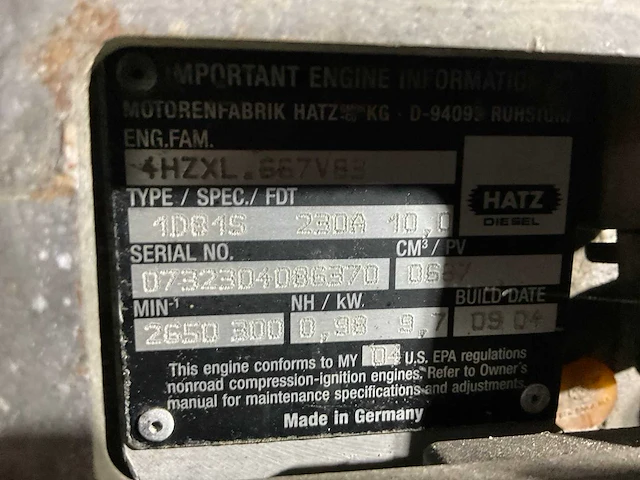 IMPORTANT ENGINE INFORMATION
MOTORENFABRIK HATZ KG · D-94095 RUHSTORF
ENG.FAM.
4HZXL.667V83
HATZ
DIESEL
TYPE / SPEC./ FDT
1D81S 230A 10,0
SERIAL NO. CM³ / PV
0732304086370 0667
MIN-¹ NH / kW. BUILD DATE
2650 300 0,98 9,7 09 04
This engine conforms to MY 04 U.S. EPA regulations
nonroad compression-ignition engines. Refer to Owner's
manual for maintenance specifications and adjustments.
Made in Germany